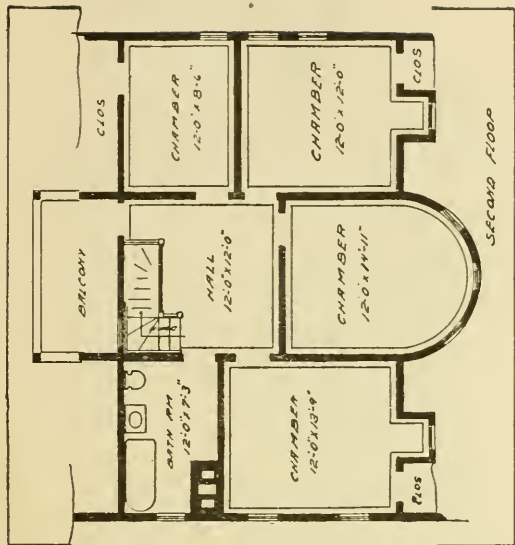 CLOS
CHAMBER
12'-0" x 8'-6"
CHAMBER
12'-0" x 12'-0"
CLOS
BALCONY
HALL
12'-0" x 12'-0"
CHAMBER
12'-0" x 14'-11"
BATH RM
12'-0" x 7'-3"
CHAMBER
12'-0" x 13'-9"
CLOS
SECOND FLOOR